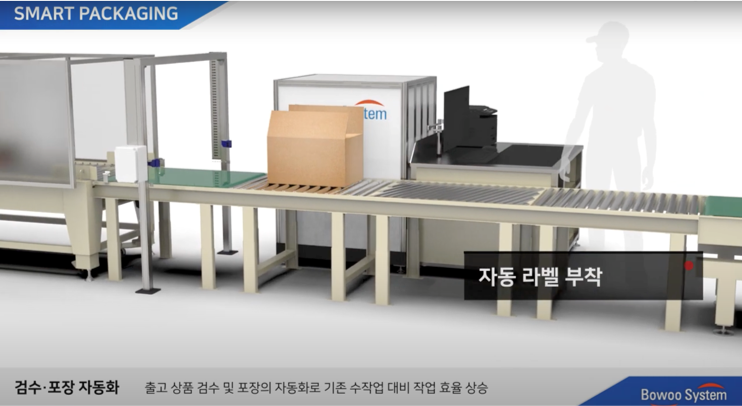 SMART PACKAGING
tem
자동 라벨 부착
검수·포장 자동화
출고 상품 검수 및 포장의 자동화로 기존 수작업 대비 작업 효율 상승
Bowoo System